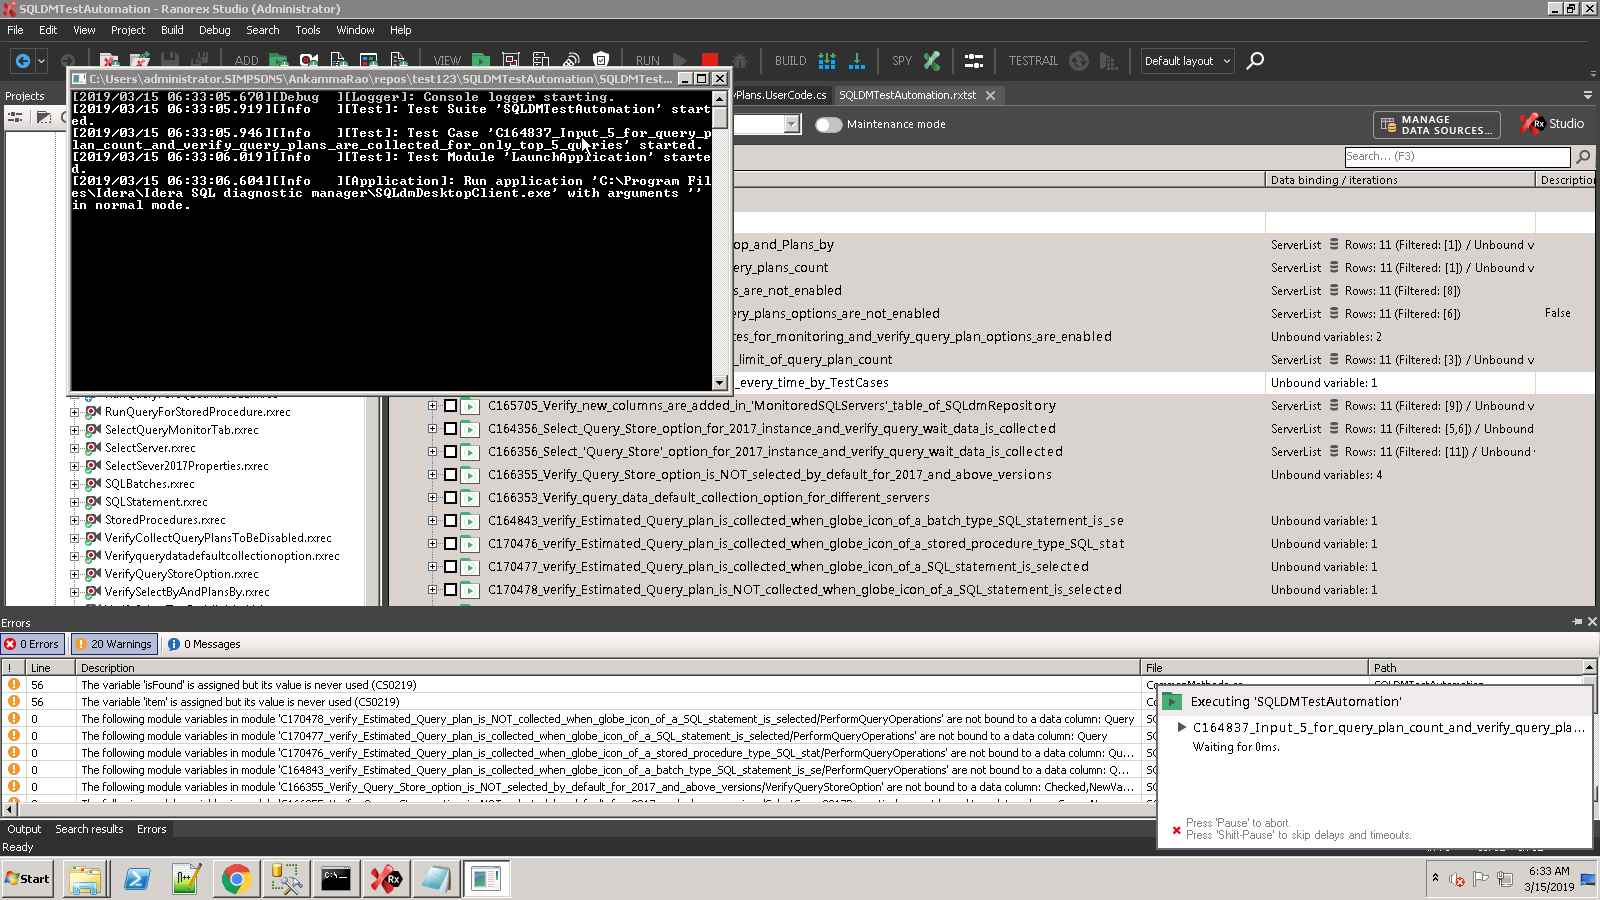 SQLDMTestAutomation - Ranorex Studio (Administrator)
File Edit View Project Build Debug Search Tools Window Help
ADD VIEW RUN BUILD SPY TESTRAIL Default layout
C:\Users\administrator.SIMPSONS\AnkammaRao\repos\test123\SQLDMTestAutomation\SQLDMTest...
[2019/03/15 06:33:05.670][Debug ][Logger]: Console logger starting.
[2019/03/15 06:33:05.919][Info ][Test]: Test Suite 'SQLDMTestAutomation' start
ed.
[2019/03/15 06:33:05.946][Info ][Test]: Test Case 'C164837_Input_5_for_query_p
lan_count_and_verify_query_plans_are_collected_for_only_top_5_queries' started.
[2019/03/15 06:33:06.019][Info ][Test]: Test Module 'LaunchApplication' starte
d.
[2019/03/15 06:33:06.604][Info ][Application]: Run application 'C:\Program Fil
es\Idera\Idera SQL diagnostic manager\SQLdmDesktopClient.exe' with arguments ''
in normal mode.
Projects
Plans.UserCode.cs SQLDMTestAutomation.rxtst
Maintenance mode
MANAGE
DATA SOURCES...
Studio
Search... (F3)
Data binding / iterations Descriptio
op_and_Plans_by ServerList Rows: 11 (Filtered: [1]) / Unbound v
ery_plans_count ServerList Rows: 11 (Filtered: [1]) / Unbound v
s_are_not_enabled ServerList Rows: 11 (Filtered: [8])
ery_plans_options_are_not_enabled ServerList Rows: 11 (Filtered: [6]) False
ces_for_monitoring_and_verify_query_plan_options_are_enabled Unbound variables: 2
_limit_of_query_plan_count ServerList Rows: 11 (Filtered: [3]) / Unbound v
_every_time_by_TestCases Unbound variable: 1
C165705_Verify_new_columns_are_added_in_'MonitoredSQLServers'_table_of_SQLdmRepository ServerList Rows: 11 (Filtered: [9]) / Unbound v
C164356_Select_Query_Store_option_for_2017_instance_and_verify_query_wait_data_is_collected ServerList Rows: 11 (Filtered: [5,6]) / Unbound
C166356_Select_'Query_Store'_option_for_2017_instance_and_verify_query_wait_data_is_collected ServerList Rows: 11 (Filtered: [11]) / Unbound
C166355_Verify_Query_Store_option_is_NOT_selected_by_default_for_2017_and_above_versions Unbound variables: 4
C166353_Verify_query_data_default_collection_option_for_different_servers
C164843_verify_Estimated_Query_plan_is_collected_when_globe_icon_of_a_batch_type_SQL_statement_is_se Unbound variable: 1
C170476_verify_Estimated_Query_plan_is_collected_when_globe_icon_of_a_stored_procedure_type_SQL_stat Unbound variable: 1
C170477_verify_Estimated_Query_plan_is_collected_when_globe_icon_of_a_SQL_statement_is_selected Unbound variable: 1
C170478_verify_Estimated_Query_plan_is_NOT_collected_when_globe_icon_of_a_SQL_statement_is_selected Unbound variable: 1
RunQueryForStoredProcedure.rxrec
SelectQueryMonitorTab.rxrec
SelectServer.rxrec
SelectSever2017Properties.rxrec
SQLBatches.rxrec
SQLStatement.rxrec
StoredProcedures.rxrec
VerifyCollectQueryPlansToBeDisabled.rxrec
Verifyquerydatadefaultcollectionoption.rxrec
VerifyQueryStoreOption.rxrec
VerifySelectByAndPlansBy.rxrec
Errors
0 Errors 20 Warnings 0 Messages
! Line Description File Path
56 The variable 'isFound' is assigned but its value is never used (CS0219)
56 The variable 'item' is assigned but its value is never used (CS0219)
0 The following module variables in module 'C170478_verify_Estimated_Query_plan_is_NOT_collected_when_globe_icon_of_a_SQL_statement_is_selected/PerformQueryOperations' are not bound to a data column: Query
0 The following module variables in module 'C170477_verify_Estimated_Query_plan_is_collected_when_globe_icon_of_a_SQL_statement_is_selected/PerformQueryOperations' are not bound to a data column: Query
0 The following module variables in module 'C170476_verify_Estimated_Query_plan_is_collected_when_globe_icon_of_a_stored_procedure_type_SQL_stat/PerformQueryOperations' are not bound to a data column: Qu...
0 The following module variables in module 'C164843_verify_Estimated_Query_plan_is_collected_when_globe_icon_of_a_batch_type_SQL_statement_is_se/PerformQueryOperations' are not bound to a data column: Q...
0 The following module variables in module 'C166355_Verify_Query_Store_option_is_NOT_selected_by_default_for_2017_and_above_versions/VerifyQueryStoreOption' are not bound to a data column: Checked,NewVa...
Executing 'SQLDMTestAutomation'
C164837_Input_5_for_query_plan_count_and_verify_query_pla...
Waiting for 0ms.
Press 'Pause' to abort.
Press 'Shift-Pause' to skip delays and timeouts.
Output Search results Errors
Ready
Start
6:33 AM
3/15/2019